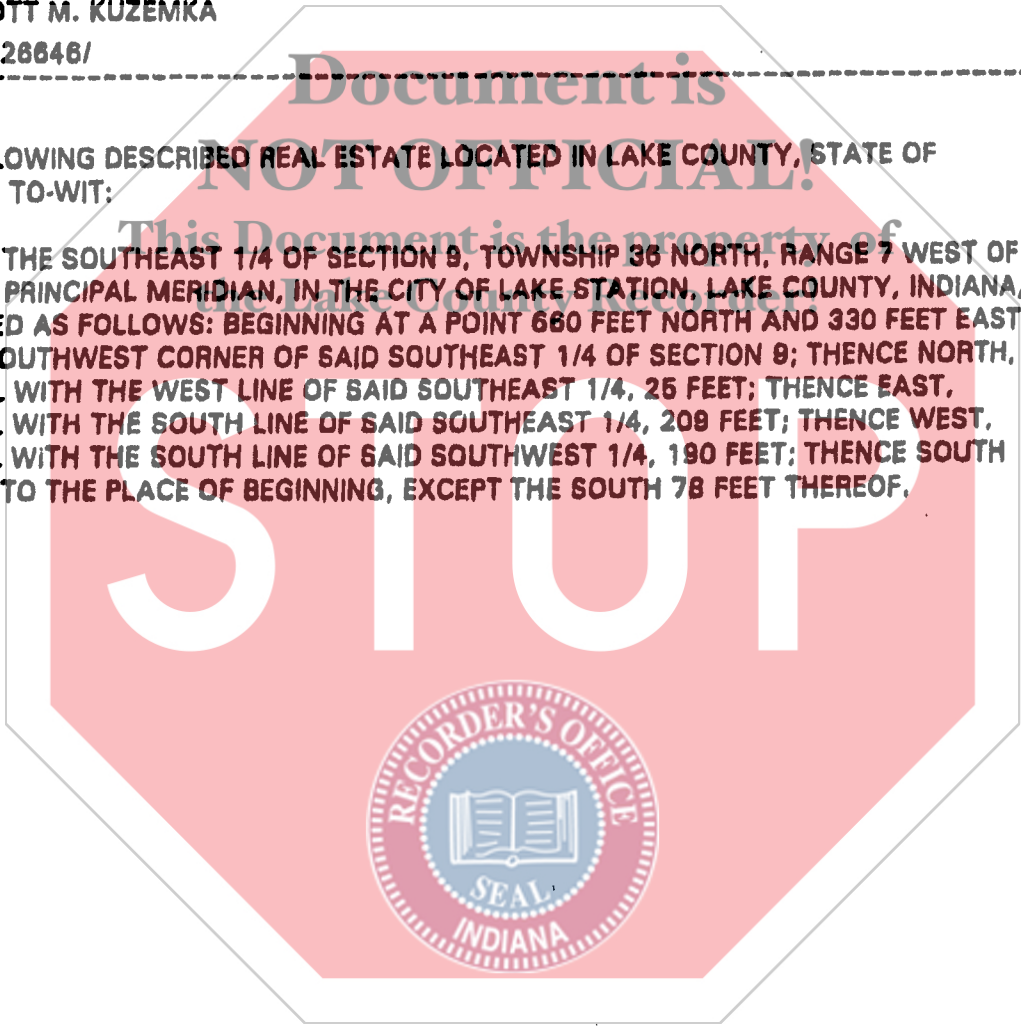 OTT M. KUZEMKA
26646/
Document is
NOT OFFICIAL!
This Document is the property of
the Lake County Recorder!
LOWING DESCRIBED REAL ESTATE LOCATED IN LAKE COUNTY, STATE OF
TO-WIT:
THE SOUTHEAST 1/4 OF SECTION 9, TOWNSHIP 36 NORTH, RANGE 7 WEST OF
PRINCIPAL MERIDIAN, IN THE CITY OF LAKE STATION, LAKE COUNTY, INDIANA,
ED AS FOLLOWS: BEGINNING AT A POINT 660 FEET NORTH AND 330 FEET EAST
OUTHWEST CORNER OF SAID SOUTHEAST 1/4 OF SECTION 9; THENCE NORTH,
WITH THE WEST LINE OF SAID SOUTHEAST 1/4, 25 FEET; THENCE EAST,
WITH THE SOUTH LINE OF SAID SOUTHEAST 1/4, 209 FEET; THENCE WEST,
WITH THE SOUTH LINE OF SAID SOUTHWEST 1/4, 190 FEET; THENCE SOUTH
TO THE PLACE OF BEGINNING, EXCEPT THE SOUTH 78 FEET THEREOF.
STOP
RECORDER'S OFFICE
SEAL
INDIANA